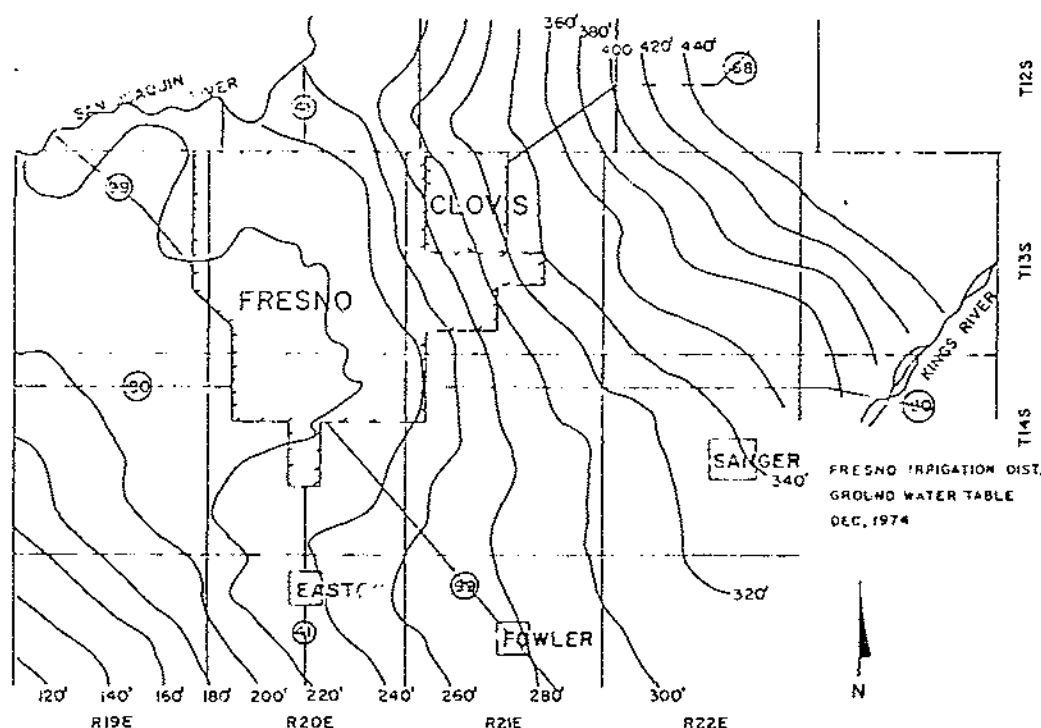 360'
380'
400
420'
440'
68
T12S
SAN JOAQUIN RIVER
41
99
CLOVIS
T13S
FRESNO
KINGS RIVER
T14S
SANGER
340'
FRESNO IRRIGATION DIST.
GROUND WATER TABLE
DEC, 1974
EASTON
99
320'
41
FOWLER
N
120'
140'
160'
180'
200'
220'
240'
260'
280'
300'
R19E
R20E
R21E
R22E